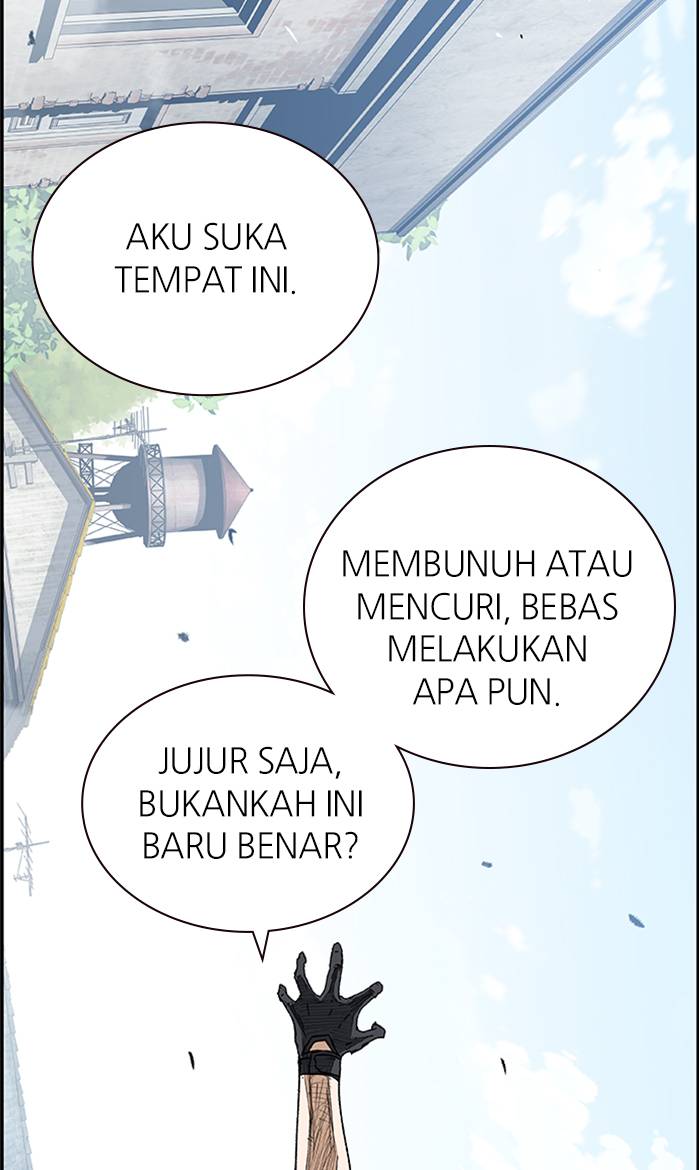 AKU SUKA
TEMPAT INI.
MEMBUNUH ATAU
MENCURI, BEBAS
MELAKUKAN
APA PUN.
JUJUR SAJA,
BUKANKAH INI
BARU BENAR?